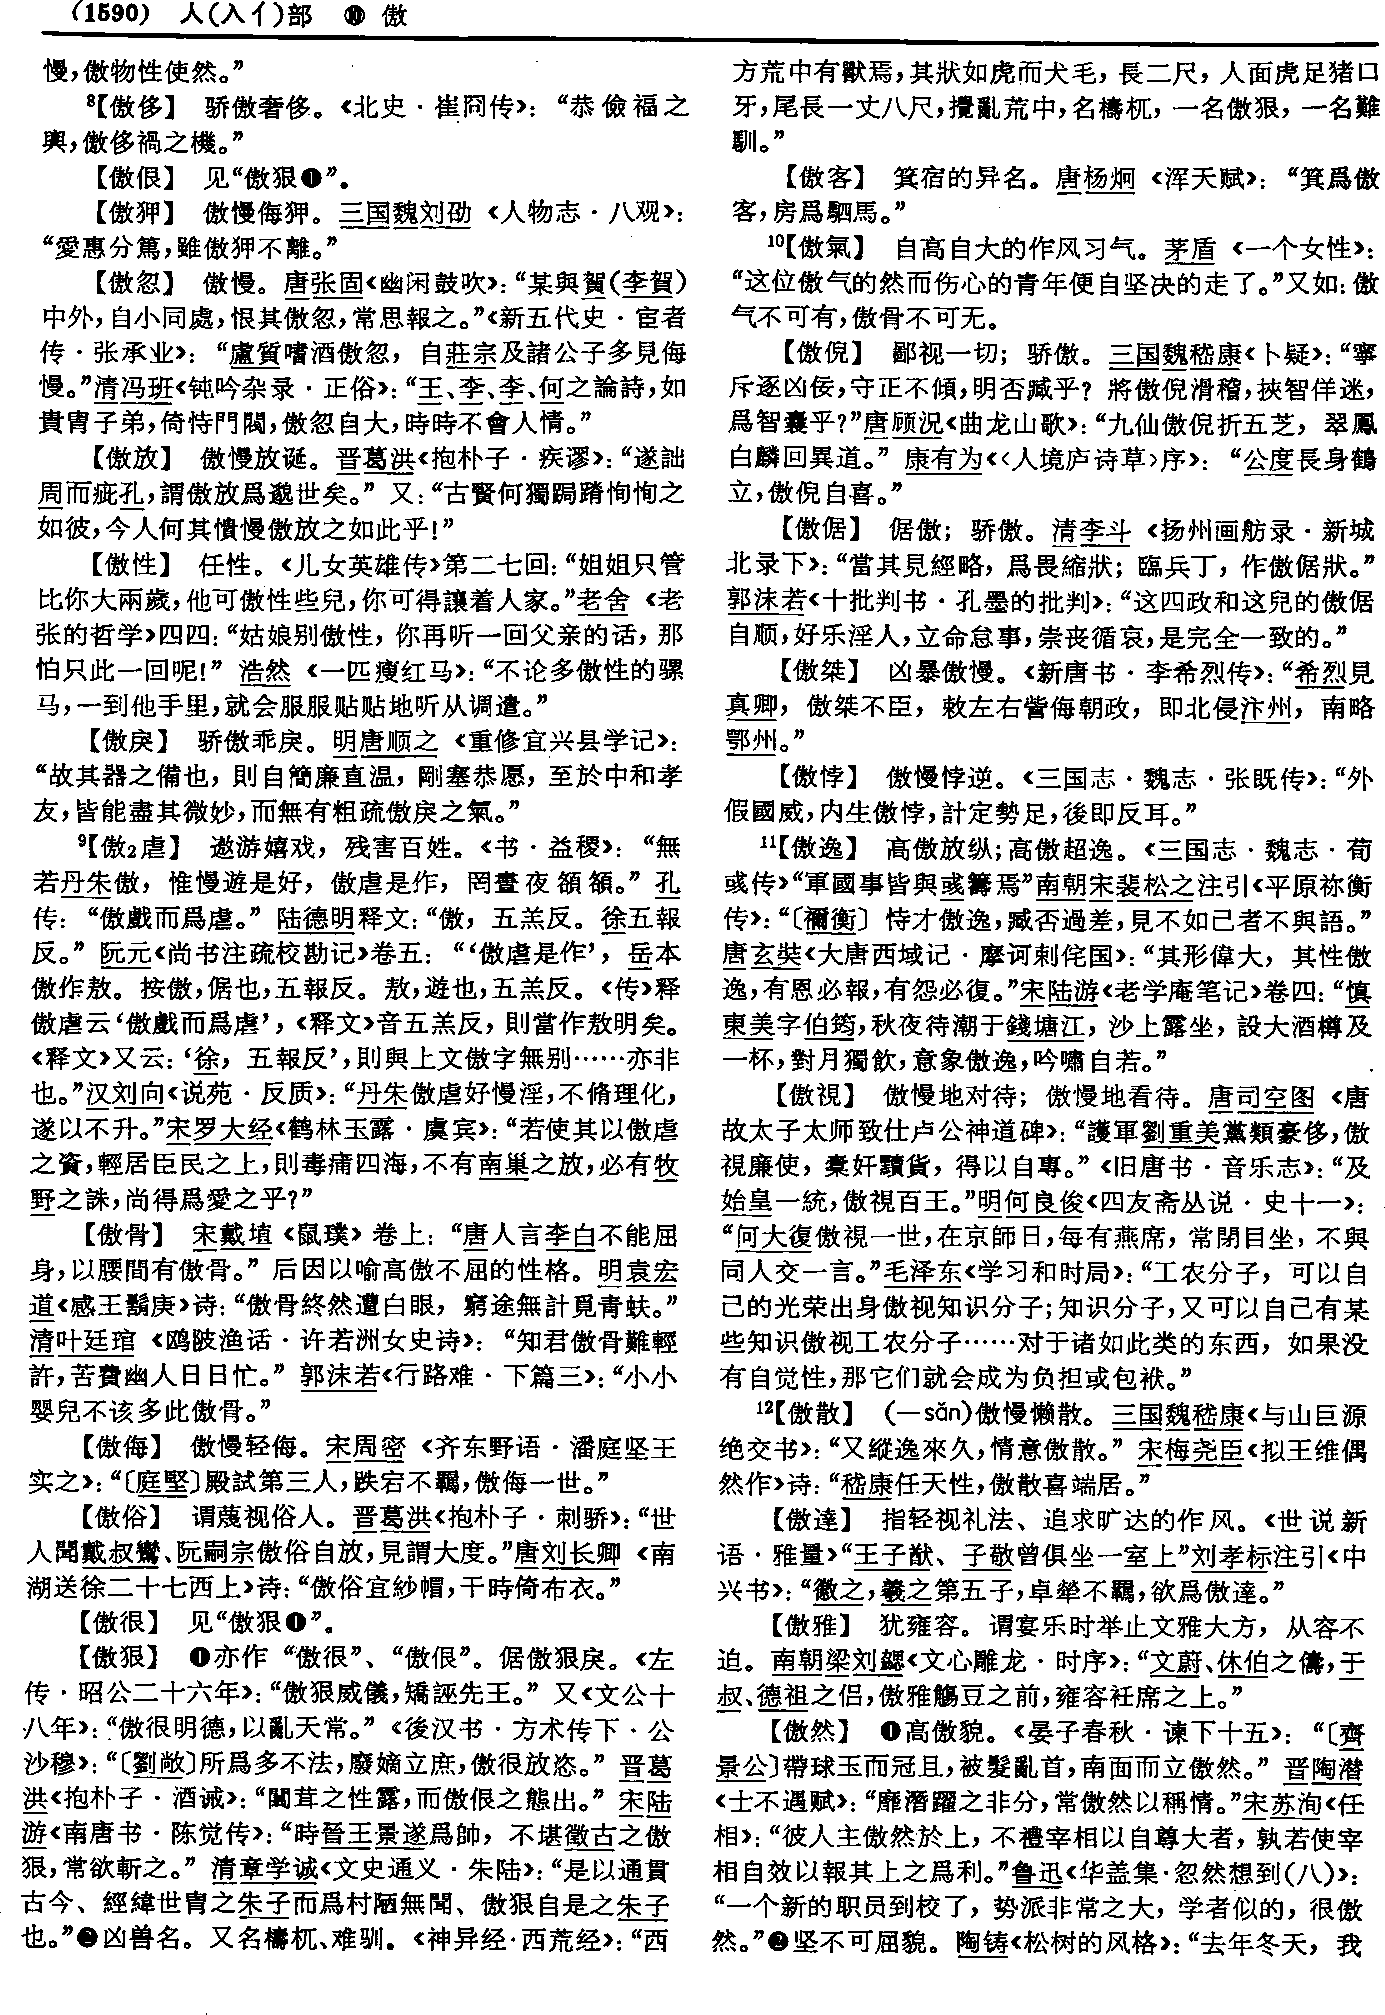 （1590） 人(入亻)部 ❿ 傲
慢，傲物性使然。”
⁸【傲侈】 骄傲奢侈。《北史·崔冏传》：“恭儉福之
興，傲侈禍之機。”
【傲佷】 见“傲狠❶”。
【傲狎】 傲慢侮狎。三国魏刘劭《人物志·八观》：
“愛惠分篤，雖傲狎不離。”
【傲忽】 傲慢。唐张固《幽闲鼓吹》：“某與賀（李賀）
中外，自小同處，恨其傲忽，常思報之。”《新五代史·宦者
传·张承业》：“盧質嗜酒傲忽，自莊宗及諸公子多見侮
慢。”清冯班《钝吟杂录·正俗》：“王、李、李、何之論詩，如
貴胄子弟，倚恃門閥，傲忽自大，時時不會人情。”
【傲放】 傲慢放诞。晋葛洪《抱朴子·疾谬》：“遂詘
周而疵孔，謂傲放爲邈世矣。”又：“古賢何獨跼蹐恂恂之
如彼，今人何其憒慢傲放之如此乎！”
【傲性】 任性。《儿女英雄传》第二七回：“姐姐只管
比你大兩歲，他可傲性些兒，你可得讓着人家。”老舍《老
张的哲学》四四：“姑娘别傲性，你再听一回父亲的话，那
怕只此一回呢！”浩然《一匹瘦红马》：“不论多傲性的骡
马，一到他手里，就会服服贴贴地听从调遣。”
【傲戾】 骄傲乖戾。明唐顺之《重修宜兴县学记》：
“故其器之備也，則自簡廉直温，剛塞恭愿，至於中和孝
友，皆能盡其微妙，而無有粗疏傲戾之氣。”
⁹【傲₂虐】 遨游嬉戏，残害百姓。《书·益稷》：“無
若丹朱傲，惟慢遊是好，傲虐是作，罔晝夜頟頟。”孔
传：“傲戲而爲虐。”陆德明释文：“傲，五羔反。徐五報
反。”阮元《尚书注疏校勘记》卷五：“‘傲虐是作’，岳本
傲作敖。按傲，倨也，五報反。敖，遊也，五羔反。《传》释
傲虐云‘傲戲而爲虐’，《释文》音五羔反，則當作敖明矣。
《释文》又云：‘徐，五報反’，則與上文傲字無别……亦非
也。”汉刘向《说苑·反质》：“丹朱傲虐好慢淫，不脩理化，
遂以不升。”宋罗大经《鹤林玉露·虞宾》：“若使其以傲虐
之資，輕居臣民之上，則毒痡四海，不有南巢之放，必有牧
野之誅，尚得爲愛之乎？”
【傲骨】 宋戴埴《鼠璞》卷上：“唐人言李白不能屈
身，以腰間有傲骨。”后因以喻高傲不屈的性格。明袁宏
道《感王鬍庚》诗：“傲骨終然遭白眼，窮途無計覓青蚨。”
清叶廷琯《鸥陂渔话·许若洲女史诗》：“知君傲骨難輕
許，苦費幽人日日忙。”郭沫若《行路难·下篇三》：“小小
婴兒不该多此傲骨。”
【傲侮】 傲慢轻侮。宋周密《齐东野语·潘庭坚王
实之》：“〔庭堅〕殿試第三人，跌宕不羈，傲侮一世。”
【傲俗】 谓蔑视俗人。晋葛洪《抱朴子·刺骄》：“世
人聞戴叔鸞、阮嗣宗傲俗自放，見謂大度。”唐刘长卿《南
湖送徐二十七西上》诗：“傲俗宜紗帽，干時倚布衣。”
【傲很】 见“傲狠❶”。
【傲狠】 ❶亦作“傲很”、“傲佷”。倨傲狠戾。《左
传·昭公二十六年》：“傲狠威儀，矯誣先王。”又《文公十
八年》：“傲很明德，以亂天常。”《後汉书·方术传下·公
沙穆》：“〔劉敞〕所爲多不法，廢嫡立庶，傲很放恣。”晋葛
洪《抱朴子·酒诫》：“闒茸之性露，而傲佷之態出。”宋陆
游《南唐书·陈觉传》：“時晉王景遂爲帥，不堪徵古之傲
狠，常欲斬之。”清章学诚《文史通义·朱陆》：“是以通貫
古今、經緯世冑之朱子而爲村陋無聞、傲狠自是之朱子
也。”❷凶兽名。又名檮杌、难驯。《神异经·西荒经》：“西
方荒中有獸焉，其狀如虎而犬毛，長二尺，人面虎足猪口
牙，尾長一丈八尺，攪亂荒中，名檮杌，一名傲狠，一名難
馴。”
【傲客】 箕宿的异名。唐杨炯《浑天赋》：“箕爲傲
客，房爲駟馬。”
¹⁰【傲氣】 自高自大的作风习气。茅盾《一个女性》：
“这位傲气的然而伤心的青年便自坚决的走了。”又如：傲
气不可有，傲骨不可无。
【傲倪】 鄙视一切；骄傲。三国魏嵇康《卜疑》：“寧
斥逐凶佞，守正不傾，明否臧乎？將傲倪滑稽，挾智佯迷，
爲智囊乎？”唐顾况《曲龙山歌》：“九仙傲倪折五芝，翠鳳
白麟回異道。”康有为《〈人境庐诗草〉序》：“公度長身鶴
立，傲倪自喜。”
【傲倨】 倨傲；骄傲。清李斗《扬州画舫录·新城
北录下》：“當其見經略，爲畏縮狀；臨兵丁，作傲倨狀。”
郭沫若《十批判书·孔墨的批判》：“这四政和这兒的傲倨
自顺，好乐淫人，立命怠事，崇丧循哀，是完全一致的。”
【傲桀】 凶暴傲慢。《新唐书·李希烈传》：“希烈見
真卿，傲桀不臣，敕左右訾侮朝政，即北侵汴州，南略
鄂州。”
【傲悖】 傲慢悖逆。《三国志·魏志·张既传》：“外
假國威，内生傲悖，計定勢足，後即反耳。”
¹¹【傲逸】 高傲放纵；高傲超逸。《三国志·魏志·荀
彧传》“軍國事皆與彧籌焉”南朝宋裴松之注引《平原祢衡
传》：“〔禰衡〕恃才傲逸，臧否過差，見不如己者不與語。”
唐玄奘《大唐西域记·摩诃剌侘国》：“其形偉大，其性傲
逸，有恩必報，有怨必復。”宋陆游《老学庵笔记》卷四：“慎
東美字伯筠，秋夜待潮于錢塘江，沙上露坐，設大酒樽及
一杯，對月獨飲，意象傲逸，吟嘯自若。”
【傲視】 傲慢地对待；傲慢地看待。唐司空图《唐
故太子太师致仕卢公神道碑》：“護軍劉重美黨類豪侈，傲
視廉使，橐奸黷貨，得以自專。”《旧唐书·音乐志》：“及
始皇一統，傲視百王。”明何良俊《四友斋丛说·史十一》：
“何大復傲視一世，在京師日，每有燕席，常閉目坐，不與
同人交一言。”毛泽东《学习和时局》：“工农分子，可以自
己的光荣出身傲视知识分子；知识分子，又可以自己有某
些知识傲视工农分子……对于诸如此类的东西，如果没
有自觉性，那它们就会成为负担或包袱。”
¹²【傲散】 （—sǎn）傲慢懒散。三国魏嵇康《与山巨源
绝交书》：“又縱逸來久，情意傲散。”宋梅尧臣《拟王维偶
然作》诗：“嵇康任天性，傲散喜端居。”
【傲達】 指轻视礼法、追求旷达的作风。《世说新
语·雅量》“王子猷、子敬曾俱坐一室上”刘孝标注引《中
兴书》：“徽之，羲之第五子，卓犖不羈，欲爲傲達。”
【傲雅】 犹雍容。谓宴乐时举止文雅大方，从容不
迫。南朝梁刘勰《文心雕龙·时序》：“文蔚、休伯之儔，于
叔、德祖之侣，傲雅觴豆之前，雍容衽席之上。”
【傲然】 ❶高傲貌。《晏子春秋·谏下十五》：“〔齊
景公〕帶球玉而冠且，被髮亂首，南面而立傲然。”晋陶潜
《士不遇赋》：“靡潛躍之非分，常傲然以稱情。”宋苏洵《任
相》：“彼人主傲然於上，不禮宰相以自尊大者，孰若使宰
相自效以報其上之爲利。”鲁迅《华盖集·忽然想到（八）》：
“一个新的职员到校了，势派非常之大，学者似的，很傲
然。”❷坚不可屈貌。陶铸《松树的风格》：“去年冬天，我